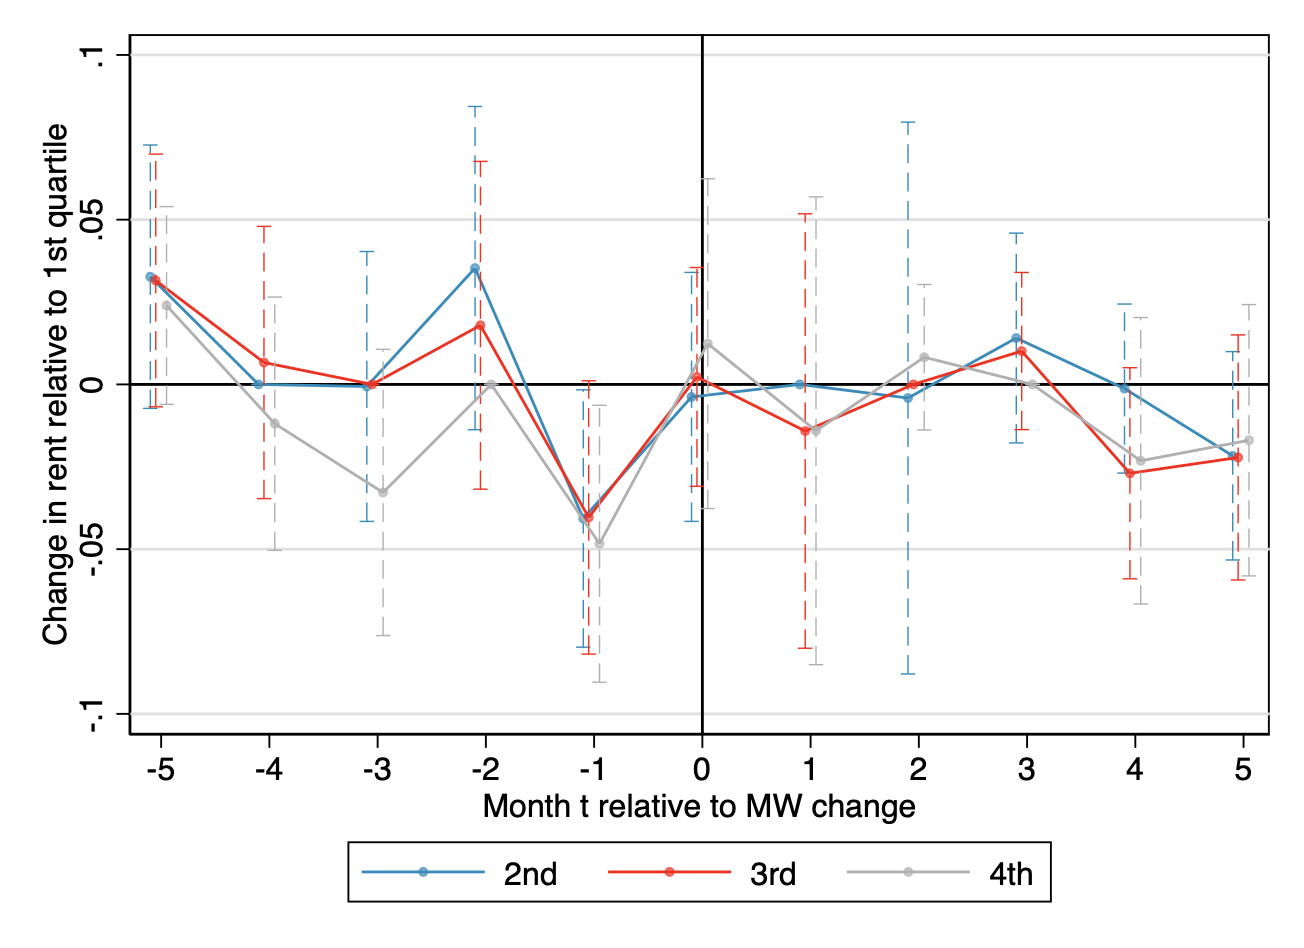 Change in rent relative to 1st quartile
.1
.05
0
-.05
-.1
-5 -4 -3 -2 -1 0 1 2 3 4 5
Month t relative to MW change
2nd 3rd 4th